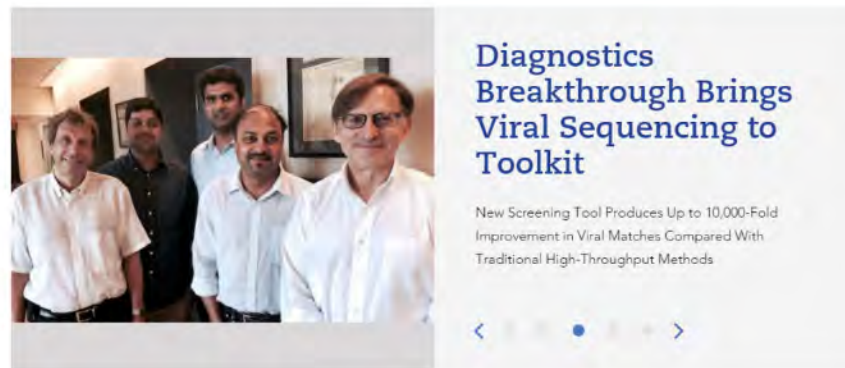 Diagnostics
Breakthrough Brings
Viral Sequencing to
Toolkit
New Screening Tool Produces Up to 10,000-Fold
Improvement in Viral Matches Compared With
Traditional High-Throughput Methods